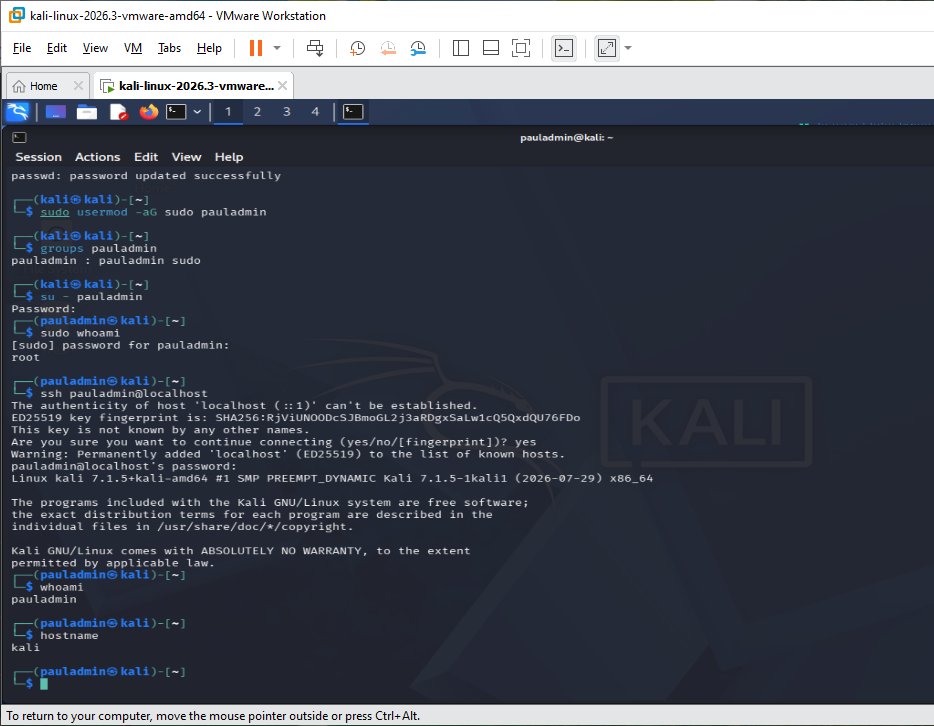 kali-linux-2026.3-vmware-amd64 - VMware Workstation
File Edit View VM Tabs Help
Home kali-linux-2026.3-vmware...
1 2 3 4
pauladmin@kali: ~
Session Actions Edit View Help
passwd: password updated successfully
┌──(kali㉿kali)-[~]
└─$ sudo usermod -aG sudo pauladmin
┌──(kali㉿kali)-[~]
└─$ groups pauladmin
pauladmin : pauladmin sudo
┌──(kali㉿kali)-[~]
└─$ su - pauladmin
Password:
┌──(pauladmin㉿kali)-[~]
└─$ sudo whoami
[sudo] password for pauladmin:
root
┌──(pauladmin㉿kali)-[~]
└─$ ssh pauladmin@localhost
The authenticity of host 'localhost (::1)' can't be established.
ED25519 key fingerprint is: SHA256:RjViUNOODcSJBmoGL2j3aRDgxSaLw1cQ5QxdQU76FDo
This key is not known by any other names.
Are you sure you want to continue connecting (yes/no/[fingerprint])? yes
Warning: Permanently added 'localhost' (ED25519) to the list of known hosts.
pauladmin@localhost's password:
Linux kali 7.1.5+kali-amd64 #1 SMP PREEMPT_DYNAMIC Kali 7.1.5-1kali1 (2026-07-29) x86_64
The programs included with the Kali GNU/Linux system are free software;
the exact distribution terms for each program are described in the
individual files in /usr/share/doc/*/copyright.
Kali GNU/Linux comes with ABSOLUTELY NO WARRANTY, to the extent
permitted by applicable law.
┌──(pauladmin㉿kali)-[~]
└─$ whoami
pauladmin
┌──(pauladmin㉿kali)-[~]
└─$ hostname
kali
┌──(pauladmin㉿kali)-[~]
└─$
KALI
To return to your computer, move the mouse pointer outside or press Ctrl+Alt.